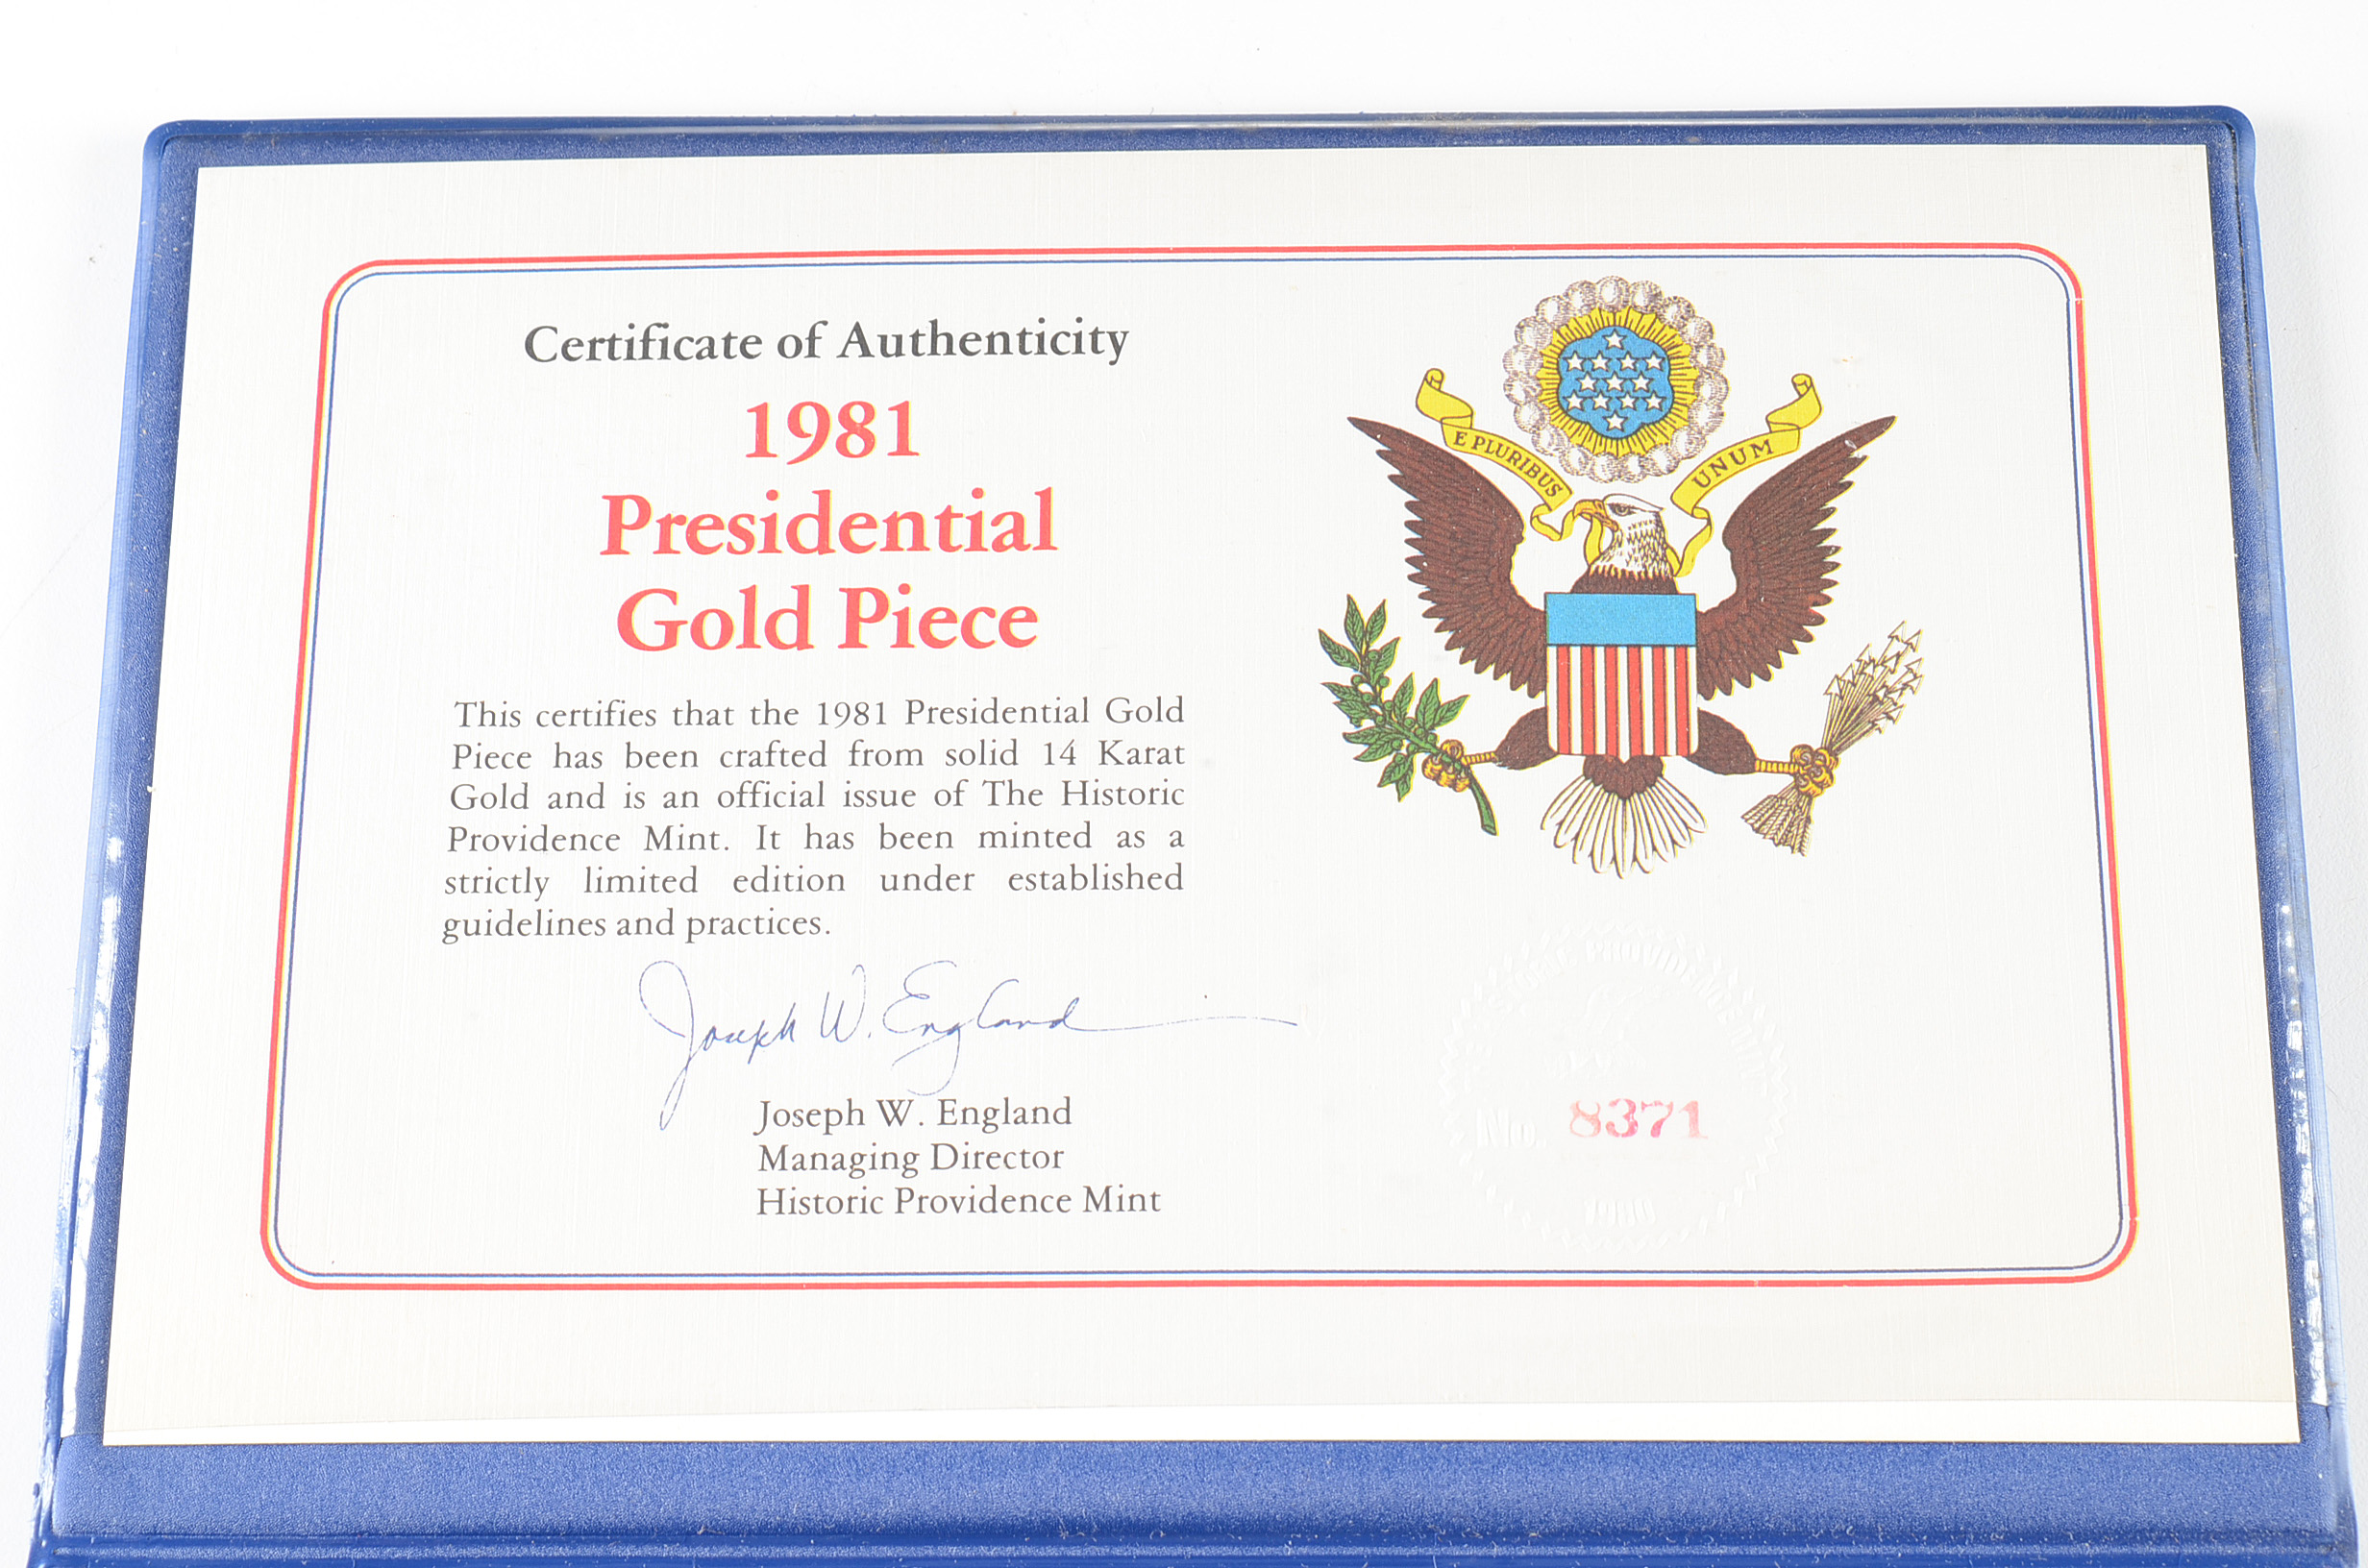 Certificate of Authenticity
1981
Presidential
Gold Piece
This certifies that the 1981 Presidential Gold
Piece has been crafted from solid 14 Karat
Gold and is an official issue of The Historic
Providence Mint. It has been minted as a
strictly limited edition under established
guidelines and practices.
Joseph W. England
Joseph W. England
Managing Director
Historic Providence Mint
E PLURIBUS UNUM
PROVIDENCE
No. 8371